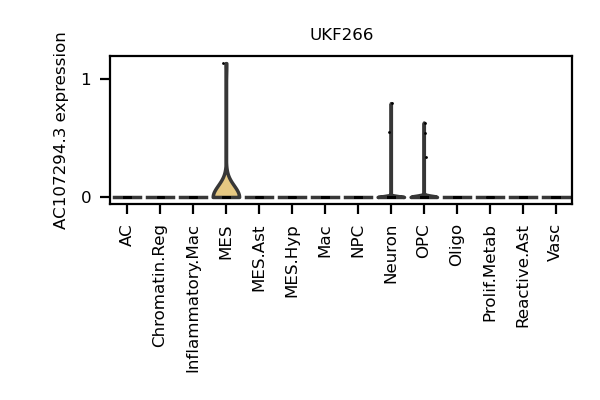 UKF266
AC107294.3 expression
1
0
AC
Chromatin.Reg
Inflammatory.Mac
MES
MES.Ast
MES.Hyp
Mac
NPC
Neuron
OPC
Oligo
Prolif.Metab
Reactive.Ast
Vasc